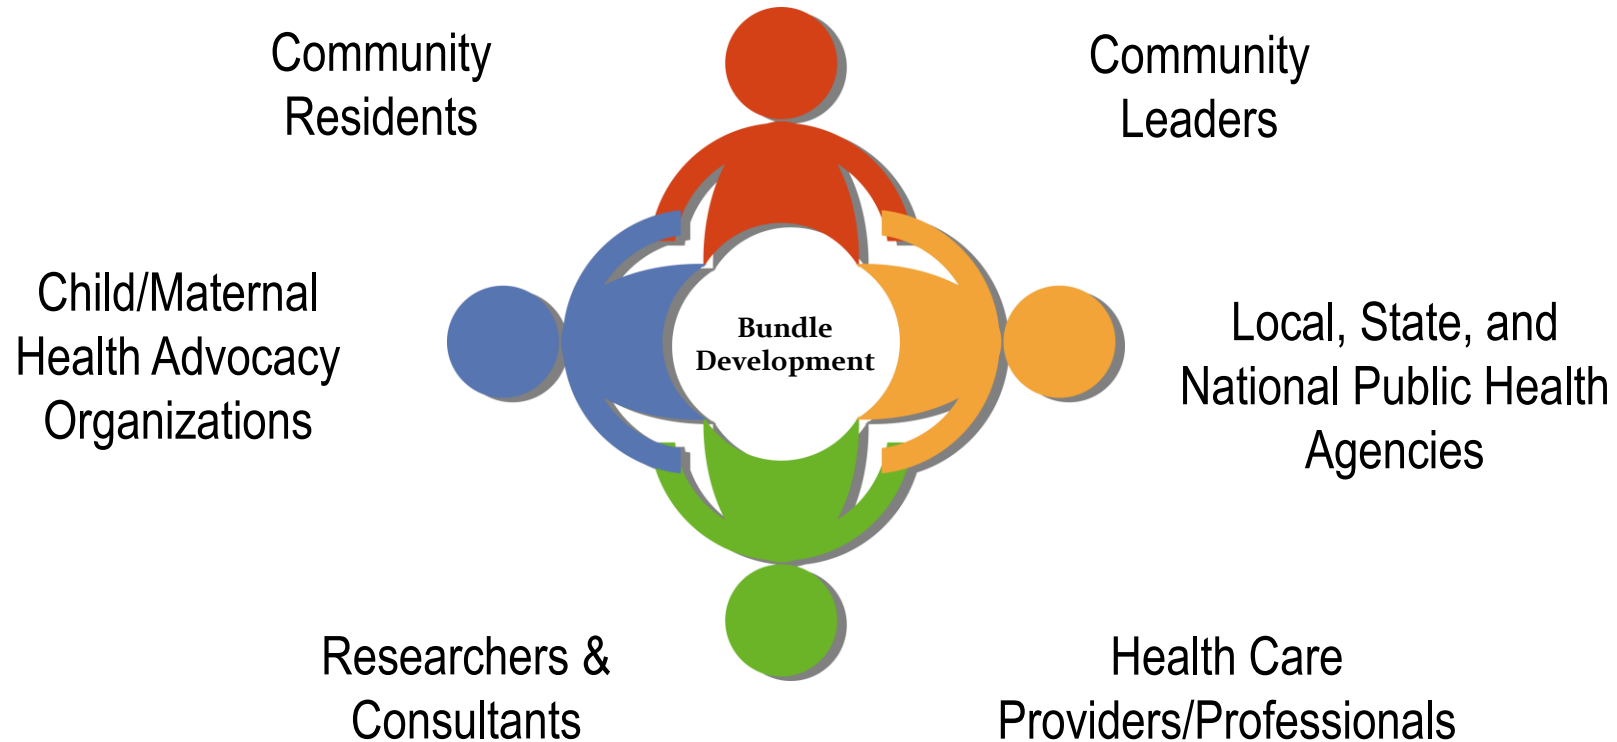 Community
Residents
Community
Leaders
Child/Maternal
Health Advocacy
Organizations
Bundle
Development
Local, State, and
National Public Health
Agencies
Researchers &
Consultants
Health Care
Providers/Professionals